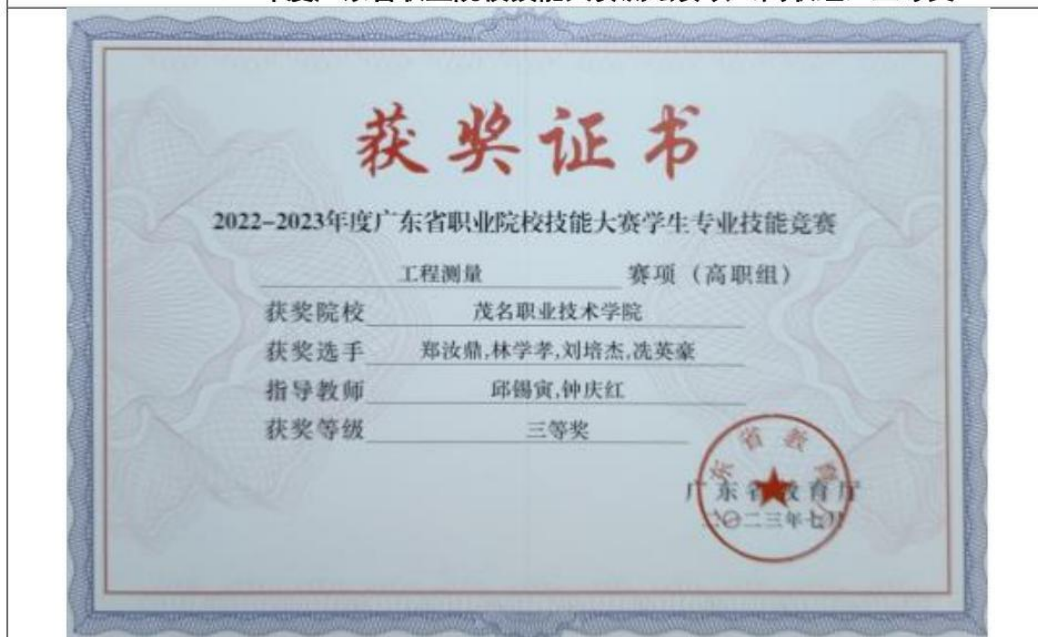 获奖证书
2022-2023年度广东省职业院校技能大赛学生专业技能竞赛
工程测量 赛项（高职组）
获奖院校 茂名职业技术学院
获奖选手 郑汝鼎,林学孝,刘培杰,冼英豪
指导教师 邱锡寅,钟庆红
获奖等级 三等奖
广东省教育厅
二〇二三年七月